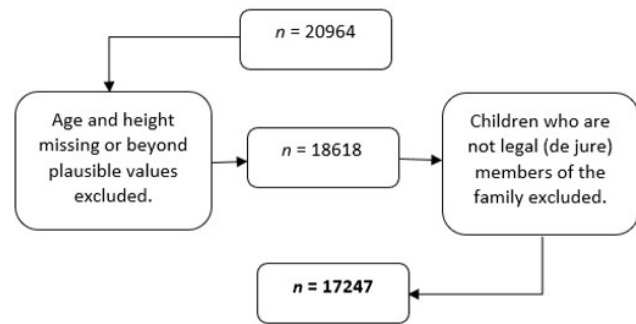 n = 20964
Age and height
missing or beyond
plausible values
excluded.
n = 18618
Children who are
not legal (de jure)
members of the
family excluded.
n = 17247